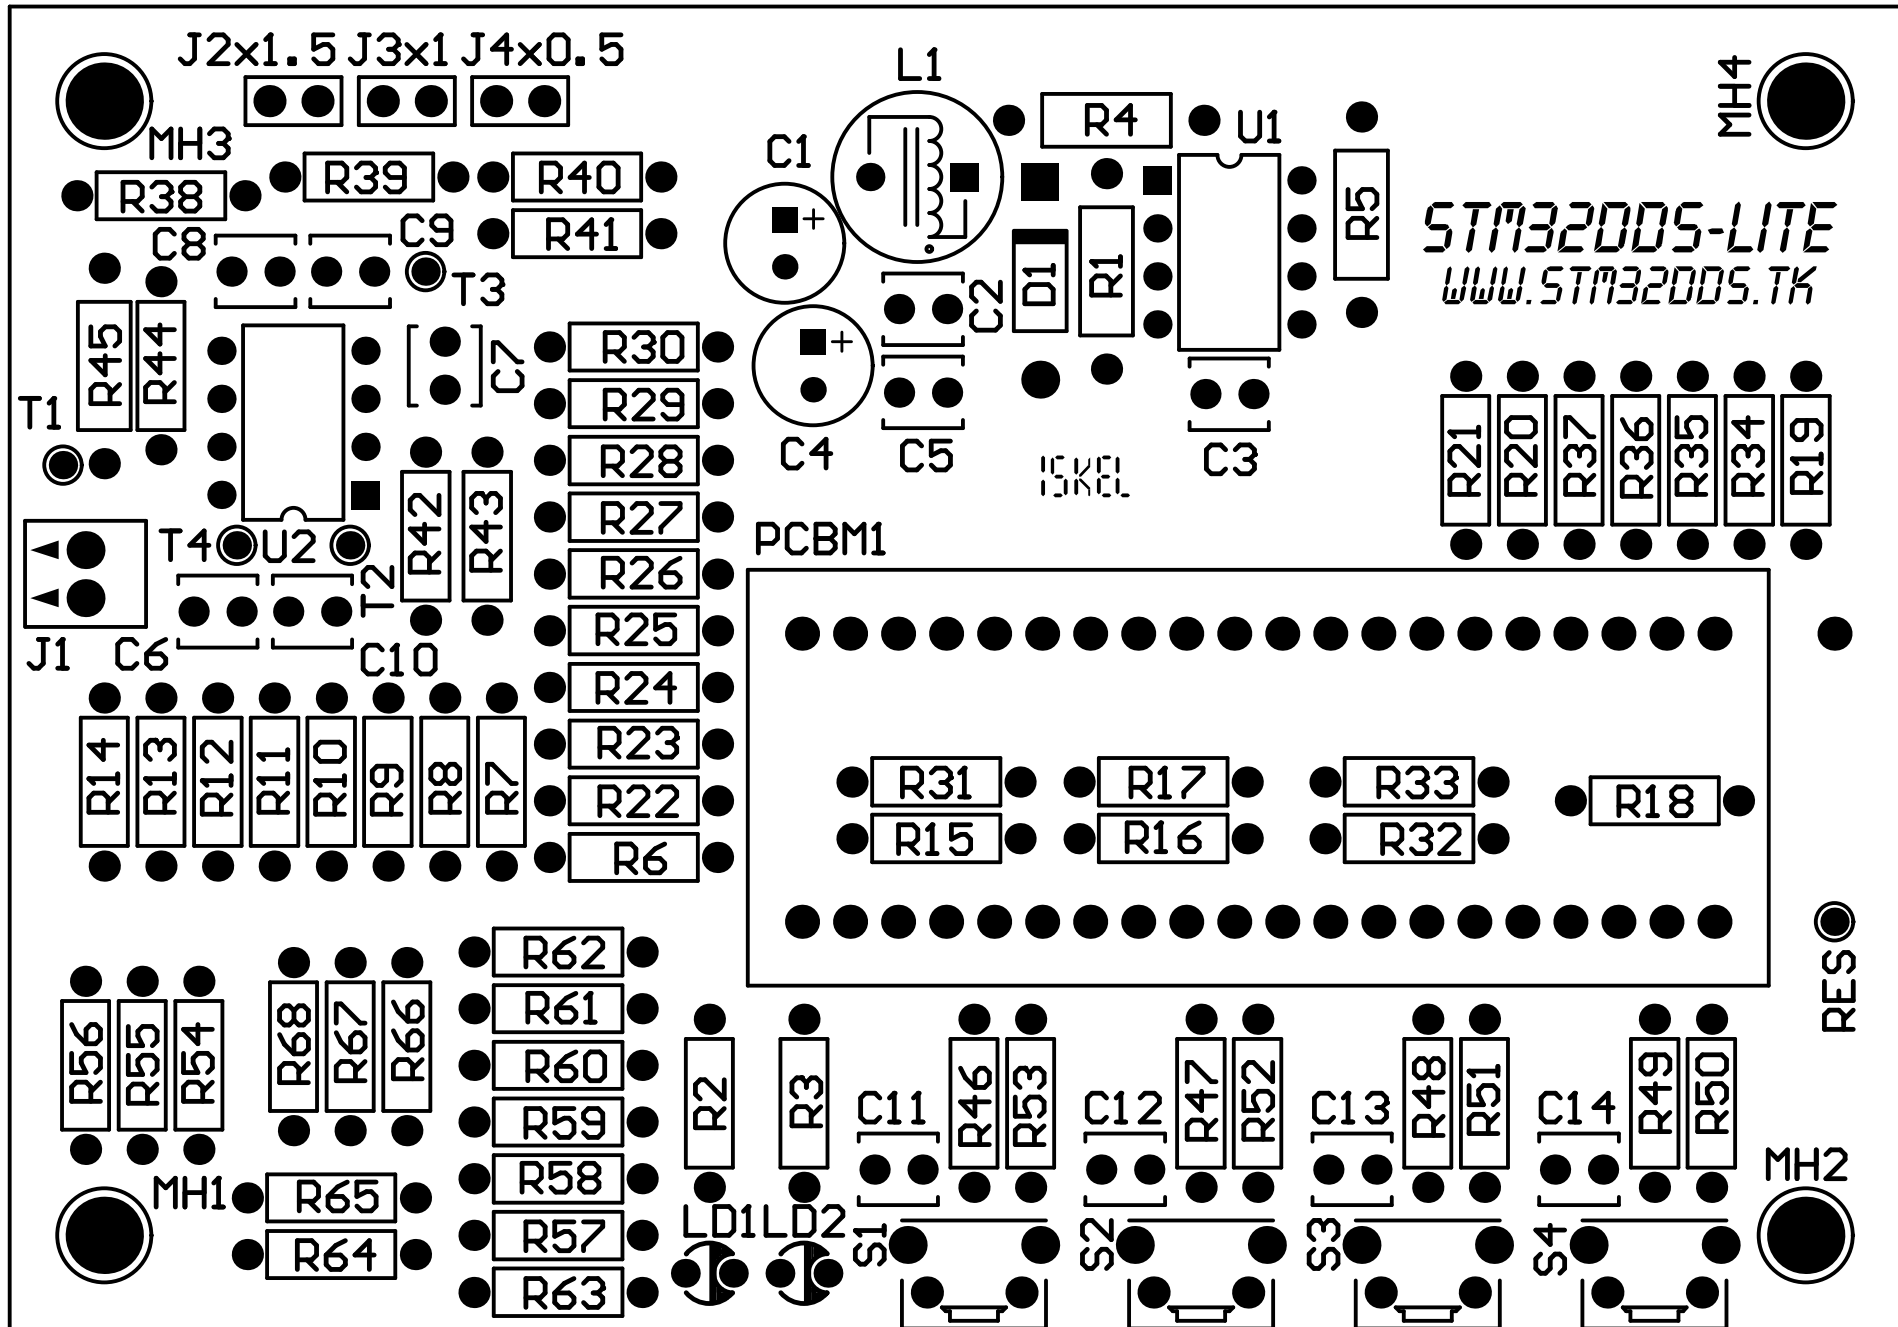 J2x1.5 J3x1 J4x0.5
L1
MH4
MH3
C1
R4
U1
R38
R39
R40
R5
R41
STM32DDS-LITE
WWW.STM32DDS.TK
C8
C9
T3
C2
D1
R1
R45
R44
C7
R30
R29
T1
C4
C5
C3
R28
ISKEL
R21
R20
R37
R36
R35
R34
R19
R42
R43
R27
PCBM1
T4
U2
T2
R26
J1
C6
C10
R25
R24
R14
R13
R12
R11
R10
R9
R8
R7
R23
R22
R6
R31
R17
R33
R18
R15
R16
R32
R62
R61
R60
R59
R58
R57
R63
RES
R56
R55
R54
R68
R67
R66
R2
R3
C11
R46
R53
C12
R47
R52
C13
R48
R51
C14
R49
R50
MH1
R65
R64
MH2
LD1
LD2
S1
S2
S3
S4